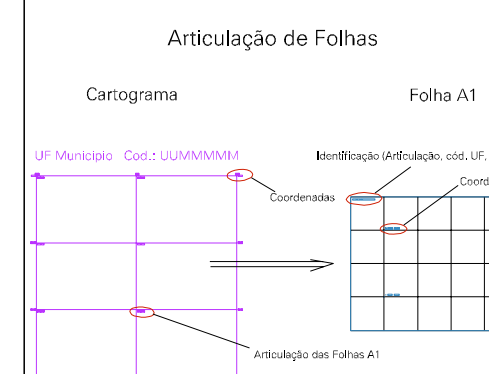 Articulação de Folhas
Cartograma
Folha A1
UF Municipio Cod.: UUMMMMM
Identificação (Articulação, cód. UF,
Coord
Coordenadas
Articulação das Folhas A1